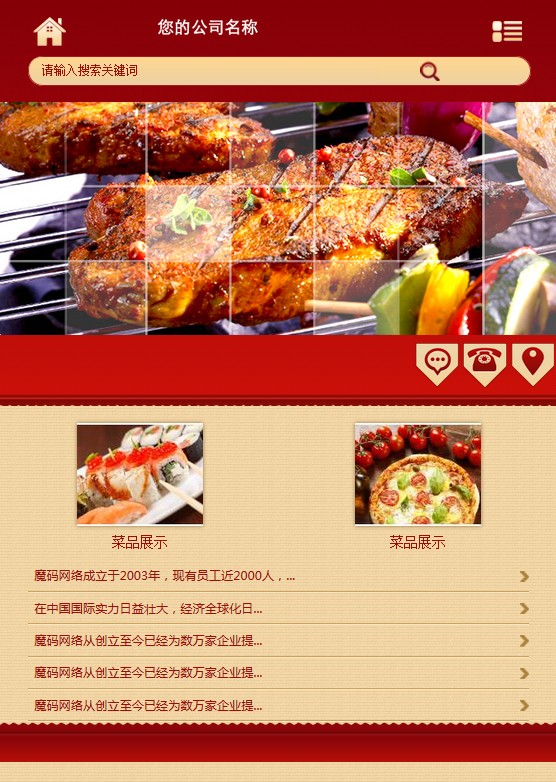 您的公司名称
请输入搜索关键词
菜品展示
菜品展示
魔码网络成立于2003年，现有员工近2000人，...
在中国国际实力日益壮大，经济全球化日...
魔码网络从创立至今已经为数万家企业提...
魔码网络从创立至今已经为数万家企业提...
魔码网络从创立至今已经为数万家企业提...